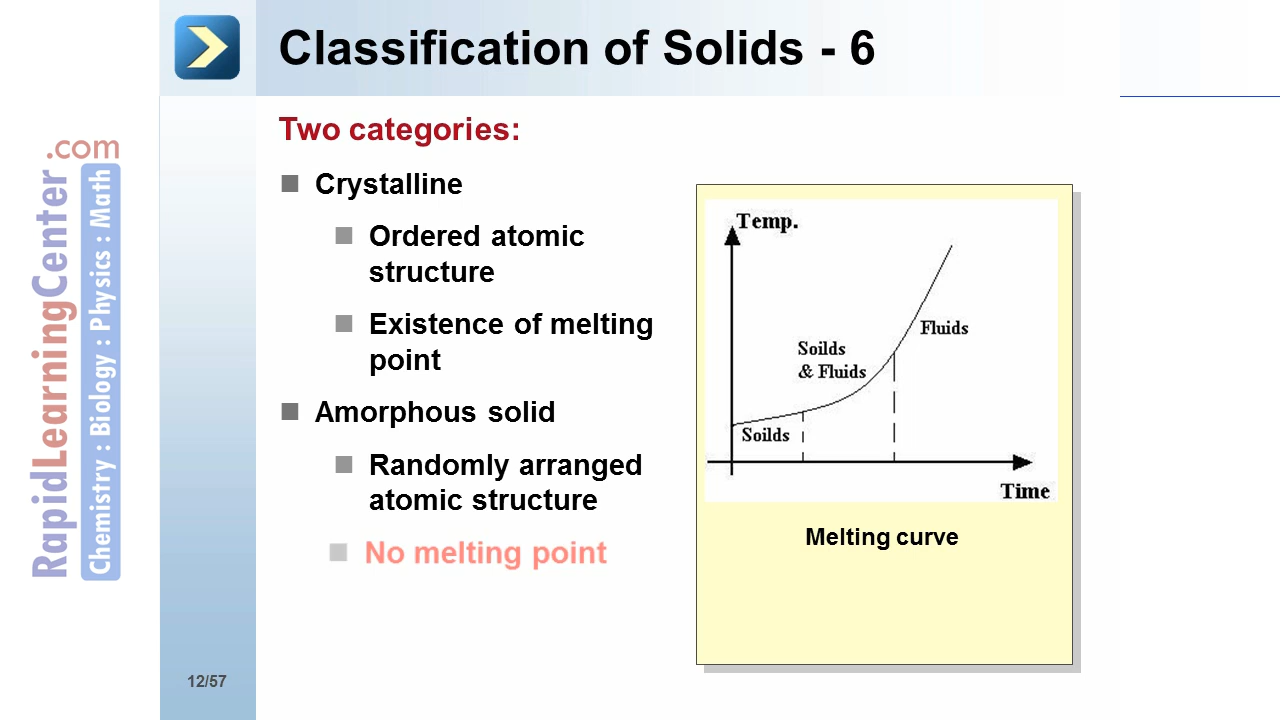 Classification of Solids - 6
RapidLearningCenter.com
Chemistry : Biology : Physics : Math
Two categories:
Crystalline
Ordered atomic
structure
Existence of melting
point
Amorphous solid
Randomly arranged
atomic structure
No melting point
Temp.
Fluids
Soilds
& Fluids
Soilds
Time
Melting curve
12/57